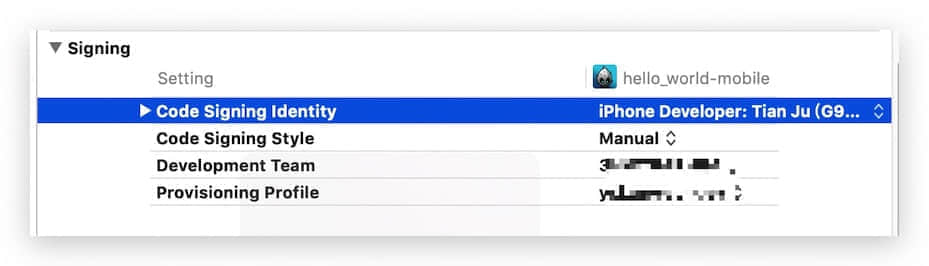 Signing
Setting hello_world-mobile
Code Signing Identity iPhone Developer: Tian Ju (G9...
Code Signing Style Manual
Development Team
Provisioning Profile